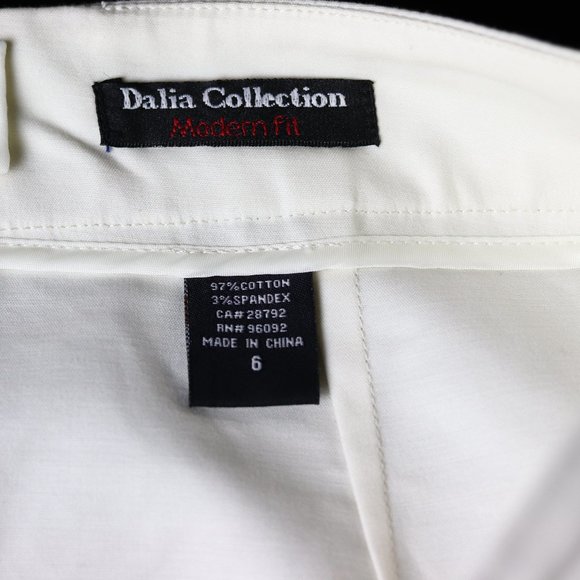 Dalia Collection
Modern fit
97%COTTON
3%SPANDEX
CA# 28792
RN# 96092
MADE IN CHINA
6